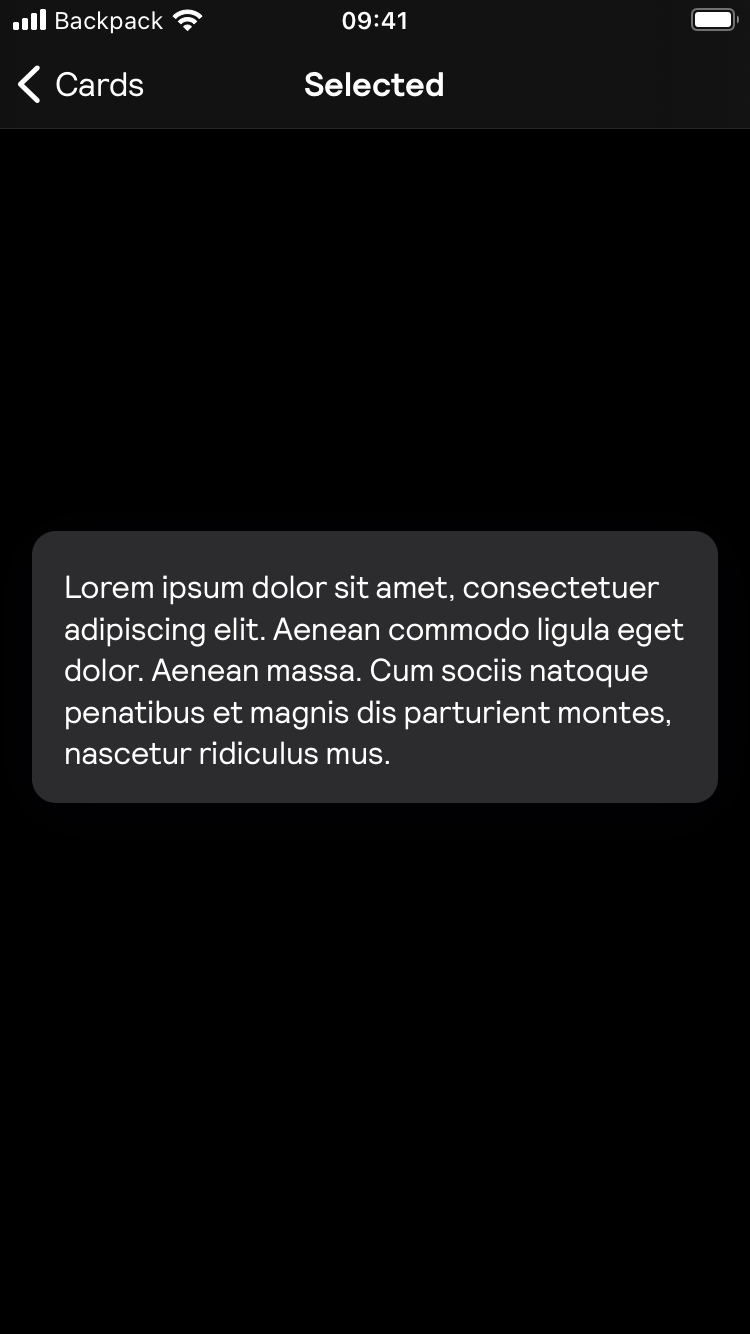 Backpack 09:41
Cards Selected
Lorem ipsum dolor sit amet, consectetuer
adipiscing elit. Aenean commodo ligula eget
dolor. Aenean massa. Cum sociis natoque
penatibus et magnis dis parturient montes,
nascetur ridiculus mus.